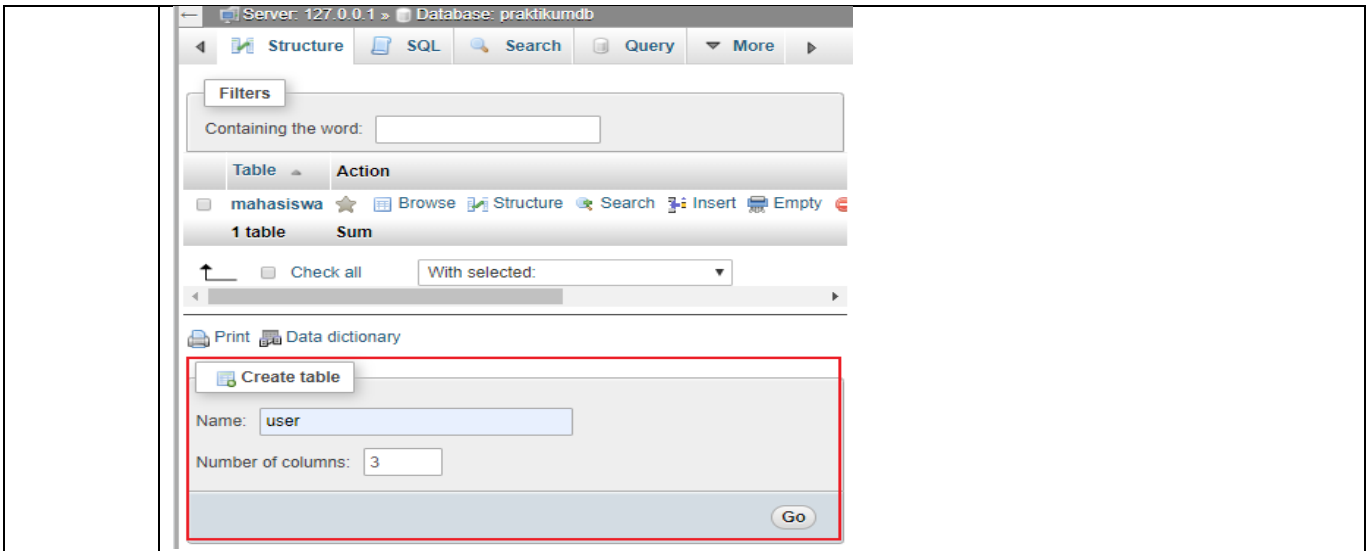 Server: 127.0.0.1 » Database: praktikumdb
Structure SQL Search Query More
Filters
Containing the word:
Table Action
mahasiswa Browse Structure Search Insert Empty
1 table Sum
Check all With selected:
Print Data dictionary
Create table
Name: user
Number of columns: 3
Go